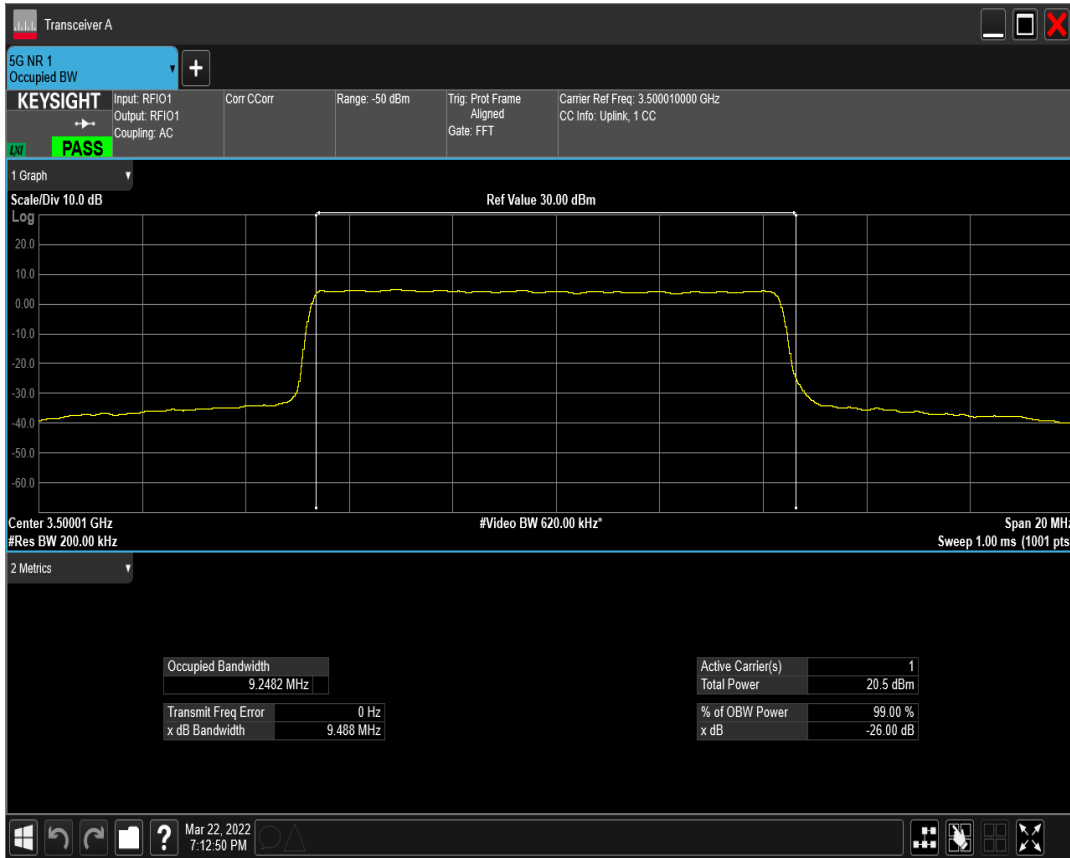 Transceiver A
5G NR 1
Occupied BW
+
KEYSIGHT
LXI
PASS
Input: RFIO1
Output: RFIO1
Coupling: AC
Corr CCorr
Range: -50 dBm
Trig: Prot Frame
Aligned
Gate: FFT
Carrier Ref Freq: 3.500010000 GHz
CC Info: Uplink, 1 CC
1 Graph
Scale/Div 10.0 dB
Ref Value 30.00 dBm
Log
20.0
10.0
0.00
-10.0
-20.0
-30.0
-40.0
-50.0
-60.0
Center 3.50001 GHz
#Video BW 620.00 kHz*
Span 20 MHz
#Res BW 200.00 kHz
Sweep 1.00 ms (1001 pts
2 Metrics
Occupied Bandwidth
9.2482 MHz
Transmit Freq Error 0 Hz
x dB Bandwidth 9.488 MHz
Active Carrier(s) 1
Total Power 20.5 dBm
% of OBW Power 99.00 %
x dB -26.00 dB
?
Mar 22, 2022
7:12:50 PM